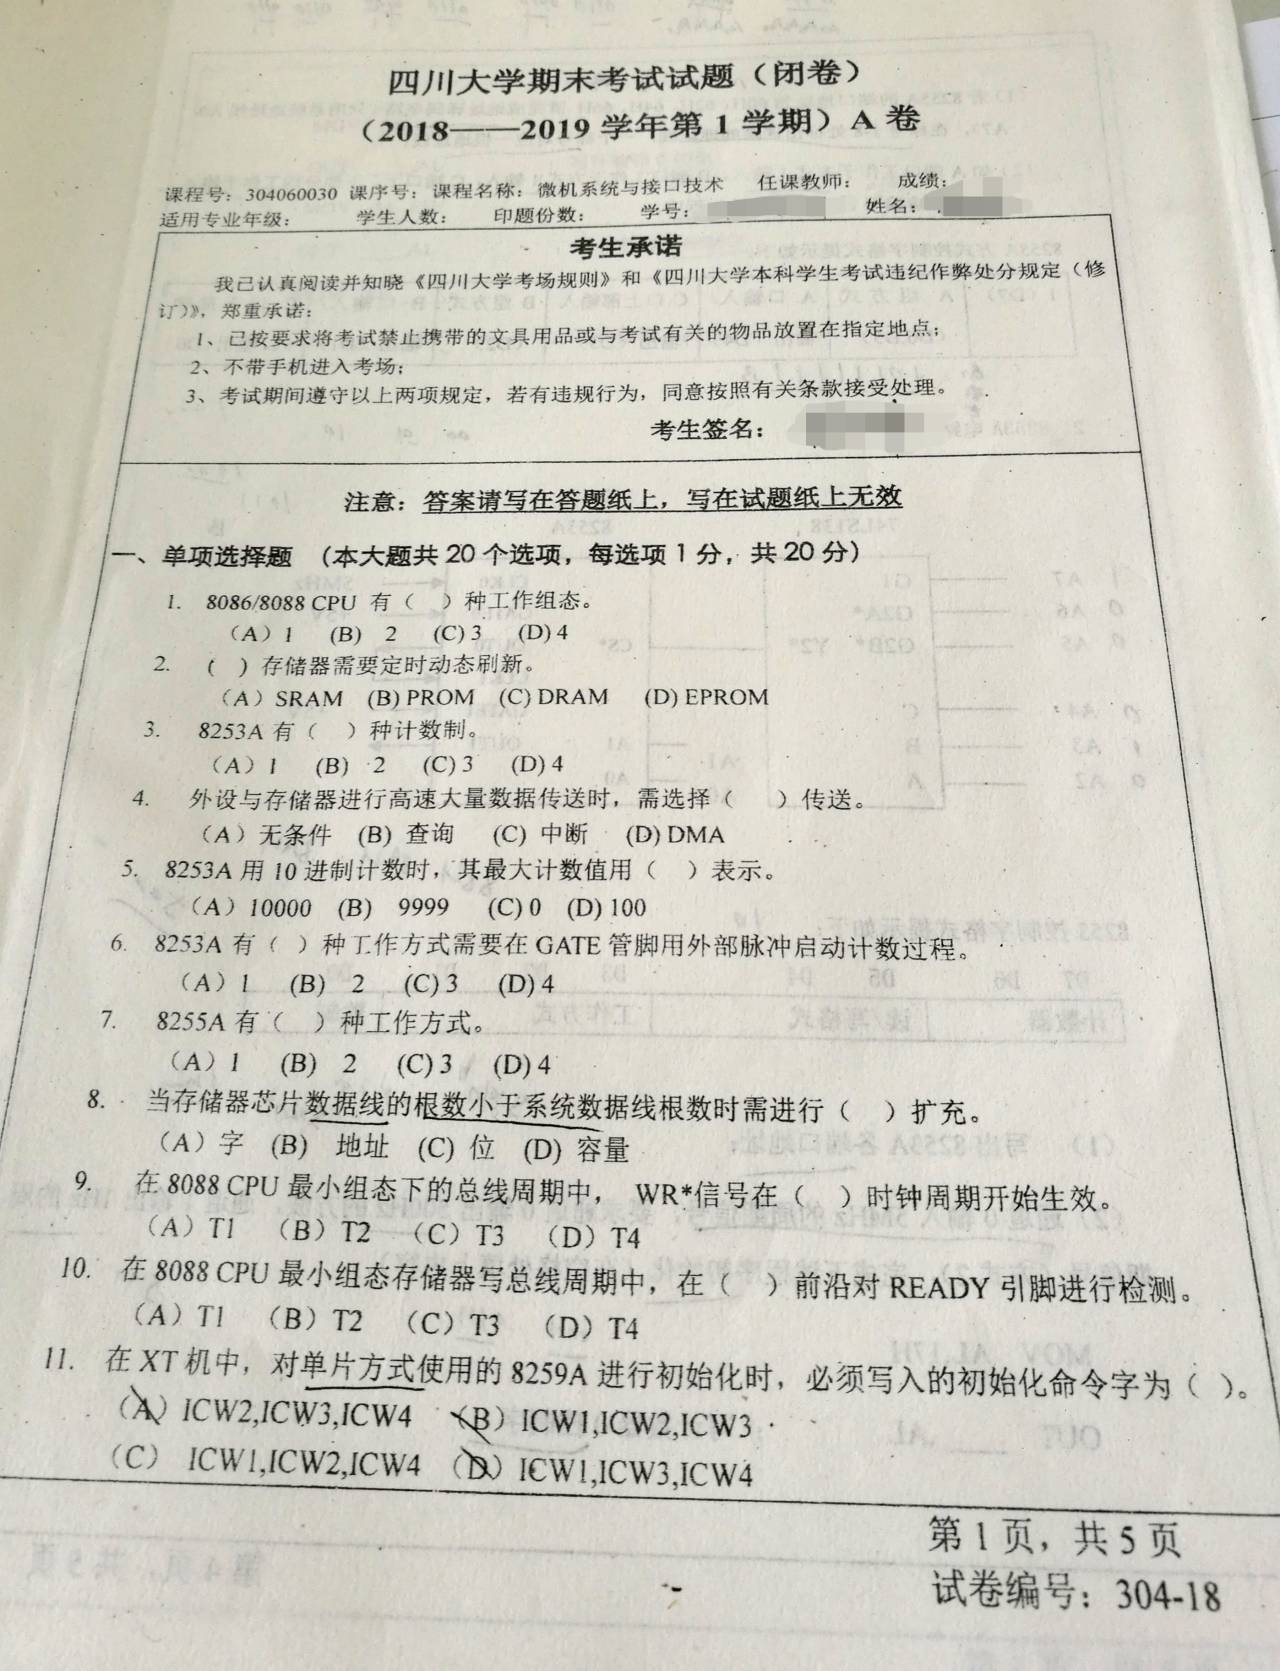 四川大学期末考试试题（闭卷）
（2018——2019 学年第 1 学期）A 卷
课程号：304060030 课序号：课程名称：微机系统与接口技术 任课教师： 成绩：
适用专业年级： 学生人数： 印题份数： 学号： 姓名：
考生承诺
我已认真阅读并知晓《四川大学考场规则》和《四川大学本科学生考试违纪作弊处分规定（修
订）》，郑重承诺：
1、已按要求将考试禁止携带的文具用品或与考试有关的物品放置在指定地点；
2、不带手机进入考场；
3、考试期间遵守以上两项规定，若有违规行为，同意按照有关条款接受处理。
考生签名：
注意：答案请写在答题纸上，写在试题纸上无效
一、单项选择题 （本大题共 20 个选项，每选项 1 分，共 20 分）
1. 8086/8088 CPU 有（ ）种工作组态。
（A）1 (B) 2 (C) 3 (D) 4
2. （ ）存储器需要定时动态刷新。
（A）SRAM (B) PROM (C) DRAM (D) EPROM
3. 8253A 有（ ）种计数制。
（A）1 (B) 2 (C) 3 (D) 4
4. 外设与存储器进行高速大量数据传送时，需选择（ ）传送。
（A）无条件 (B) 查询 (C) 中断 (D) DMA
5. 8253A 用 10 进制计数时，其最大计数值用（ ）表示。
（A）10000 (B) 9999 (C) 0 (D) 100
6. 8253A 有（ ）种工作方式需要在 GATE 管脚用外部脉冲启动计数过程。
（A）1 (B) 2 (C) 3 (D) 4
7. 8255A 有（ ）种工作方式。
（A）1 (B) 2 (C) 3 (D) 4
8. 当存储器芯片数据线的根数小于系统数据线根数时需进行（ ）扩充。
（A）字 (B) 地址 (C) 位 (D) 容量
9. 在 8088 CPU 最小组态下的总线周期中， WR*信号在（ ）时钟周期开始生效。
（A）T1 （B）T2 （C）T3 （D）T4
10. 在 8088 CPU 最小组态存储器写总线周期中，在（ ）前沿对 READY 引脚进行检测。
（A）T1 （B）T2 （C）T3 （D）T4
11. 在 XT 机中，对单片方式使用的 8259A 进行初始化时，必须写入的初始化命令字为（ ）。
（A）ICW2,ICW3,ICW4 （B）ICW1,ICW2,ICW3
（C） ICW1,ICW2,ICW4 （D）ICW1,ICW3,ICW4
第 1 页，共 5 页
试卷编号：304-18